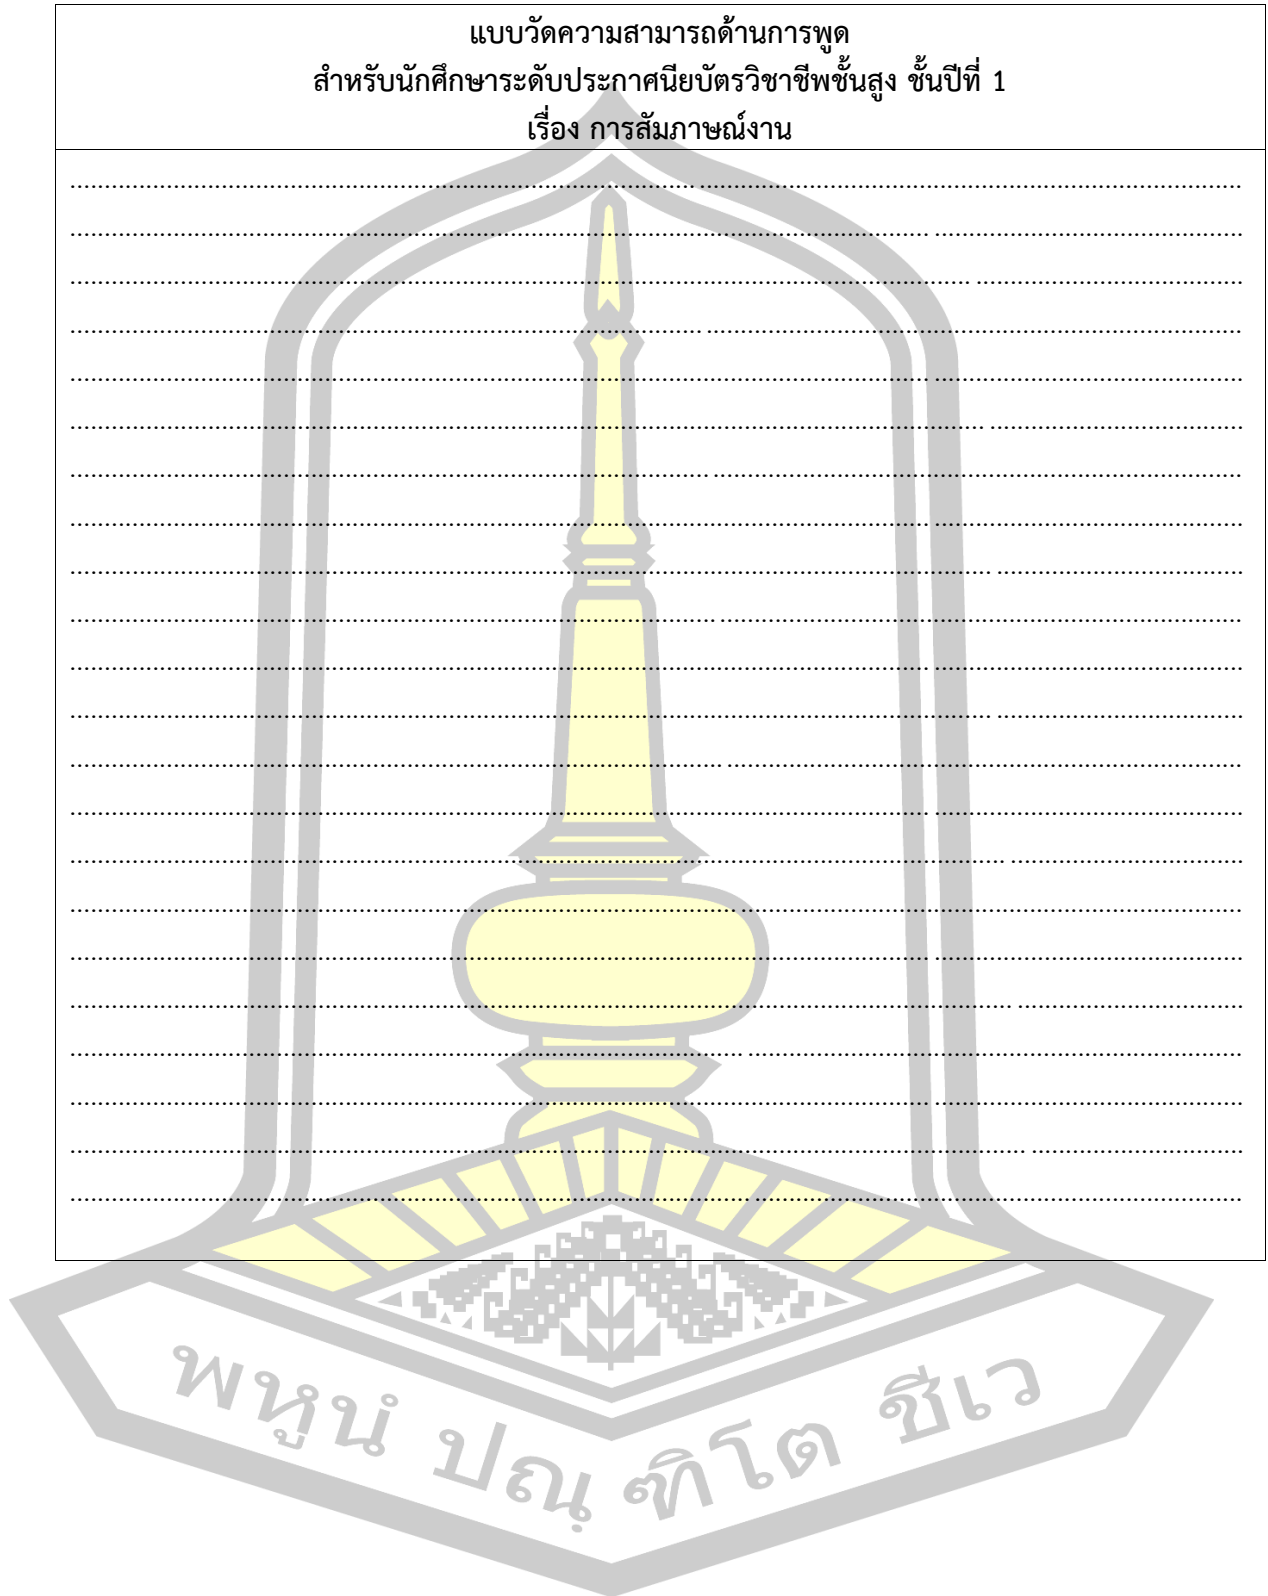 แบบวัดความสามารถด้านการพูด
สำหรับนักศึกษาระดับประกาศนียบัตรวิชาชีพชั้นสูง ชั้นปีที่ 1
เรื่อง การสัมภาษณ์งาน
พหูนํ ปณฺฑิโต ชีเว